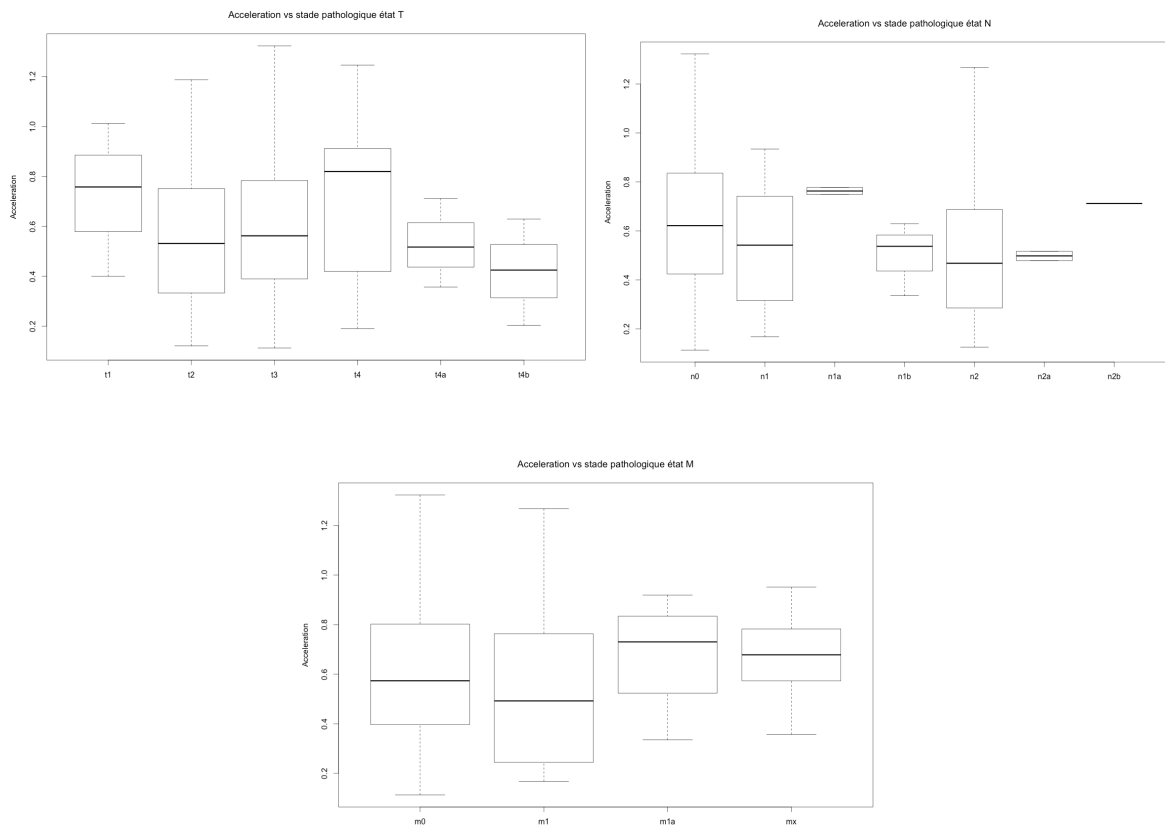 Acceleration vs stade pathologique état T
Acceleration
1.2
1.0
0.8
0.6
0.4
0.2
t1 t2 t3 t4 t4a t4b
Acceleration vs stade pathologique état N
Acceleration
1.2
1.0
0.8
0.6
0.4
0.2
n0 n1 n1a n1b n2 n2a n2b
Acceleration vs stade pathologique état M
Acceleration
1.2
1.0
0.8
0.6
0.4
0.2
m0 m1 m1a mx